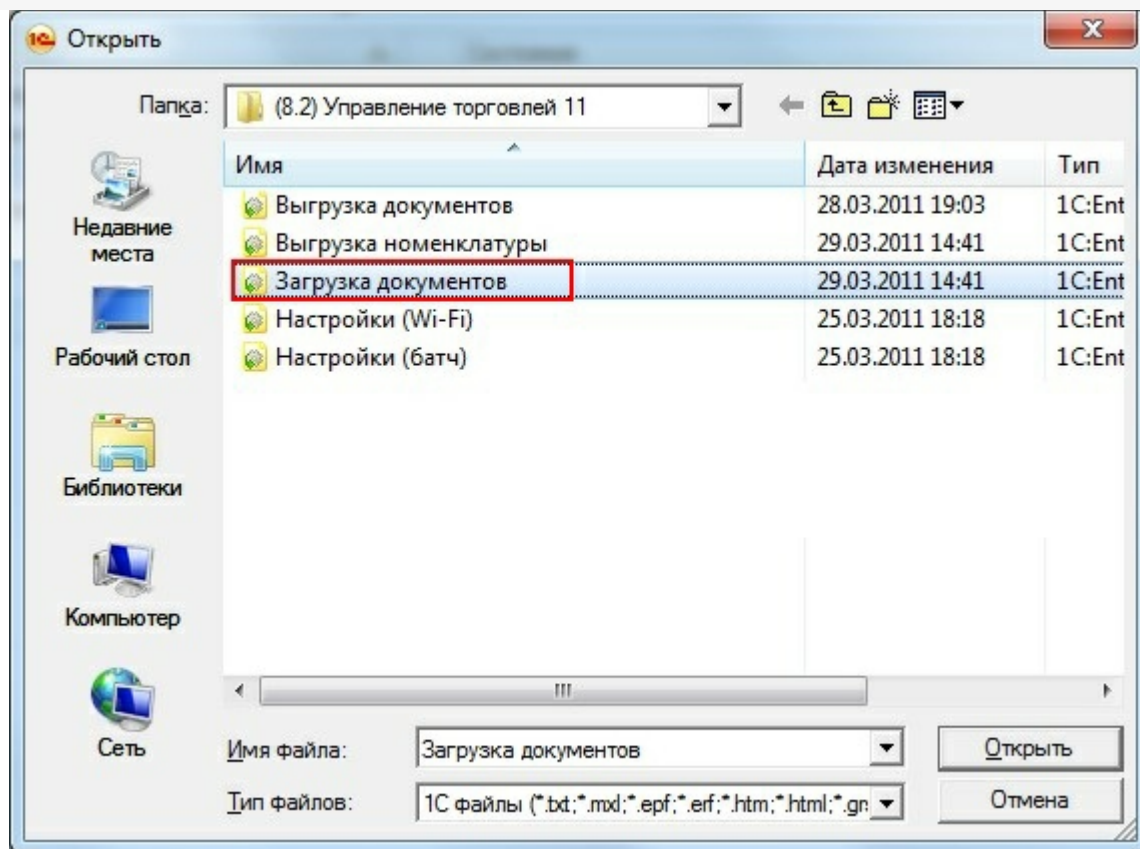 Открыть
Папка: (8.2) Управление торговлей 11
Имя Дата изменения Тип
Выгрузка документов 28.03.2011 19:03 1C:Ent
Выгрузка номенклатуры 29.03.2011 14:41 1C:Ent
Загрузка документов 29.03.2011 14:41 1C:Ent
Настройки (Wi-Fi) 25.03.2011 18:18 1C:Ent
Настройки (батч) 25.03.2011 18:18 1C:Ent
Недавние
места
Рабочий стол
Библиотеки
Компьютер
Сеть
Имя файла: Загрузка документов Открыть
Тип файлов: 1С файлы (*.txt;*.mxl;*.epf;*.erf;*.htm;*.html;*.gr Отмена